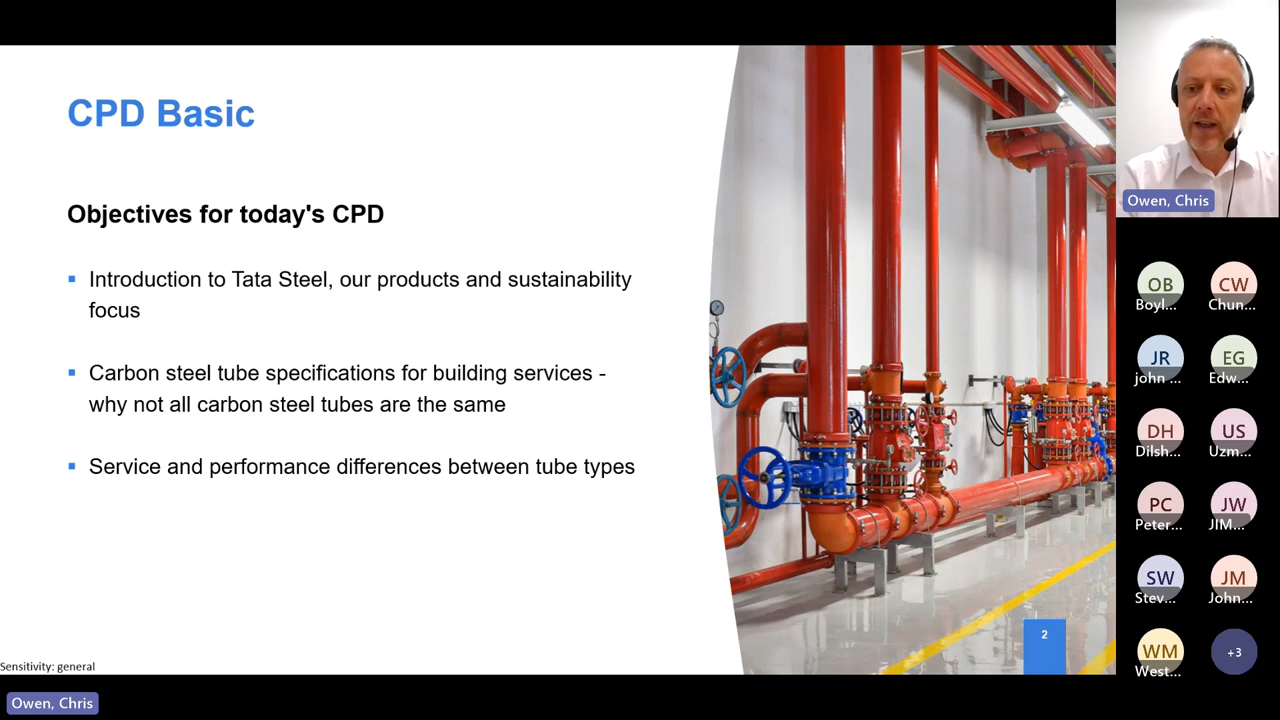 CPD Basic
Objectives for today's CPD
Introduction to Tata Steel, our products and sustainability
focus
Carbon steel tube specifications for building services -
why not all carbon steel tubes are the same
Service and performance differences between tube types
2
Sensitivity: general
Owen, Chris
Owen, Chris
OB
Boyl...
CW
Chun...
JR
john ...
EG
Edw...
DH
Dilsh...
US
Uzm...
PC
Peter...
JW
JIM...
SW
Stev...
JM
John...
WM
West...
+3